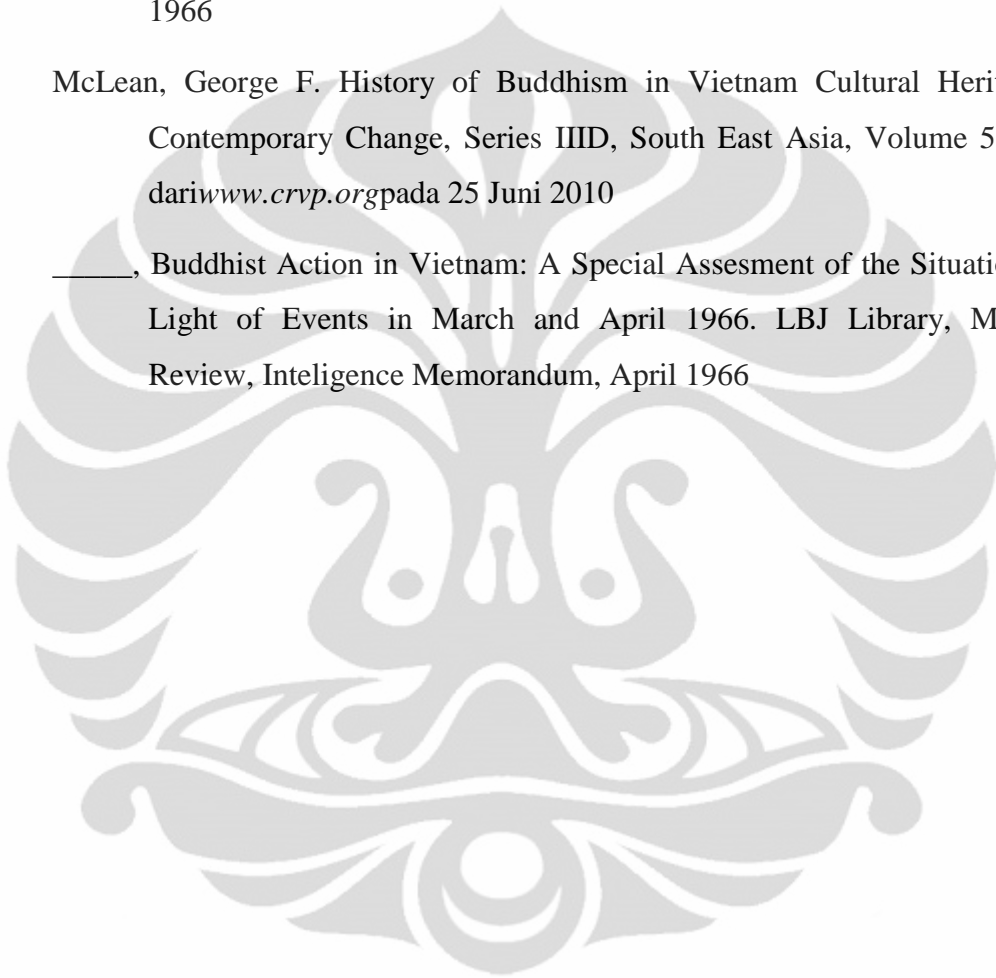 1966
McLean, George F. History of Buddhism in Vietnam Cultural Herit
Contemporary Change, Series IIID, South East Asia, Volume 5
dariwww.crvp.orgpada 25 Juni 2010
_____, Buddhist Action in Vietnam: A Special Assesment of the Situati
Light of Events in March and April 1966. LBJ Library, M
Review, Inteligence Memorandum, April 1966